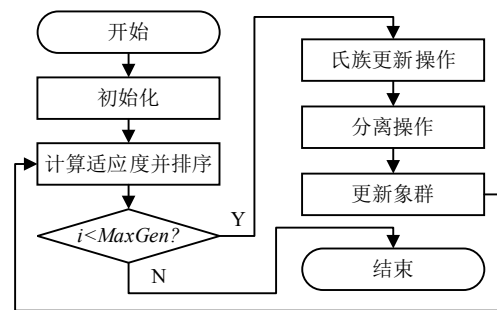 开始
初始化
计算适应度并排序
i<MaxGen?
Y
N
氏族更新操作
分离操作
更新象群
结束